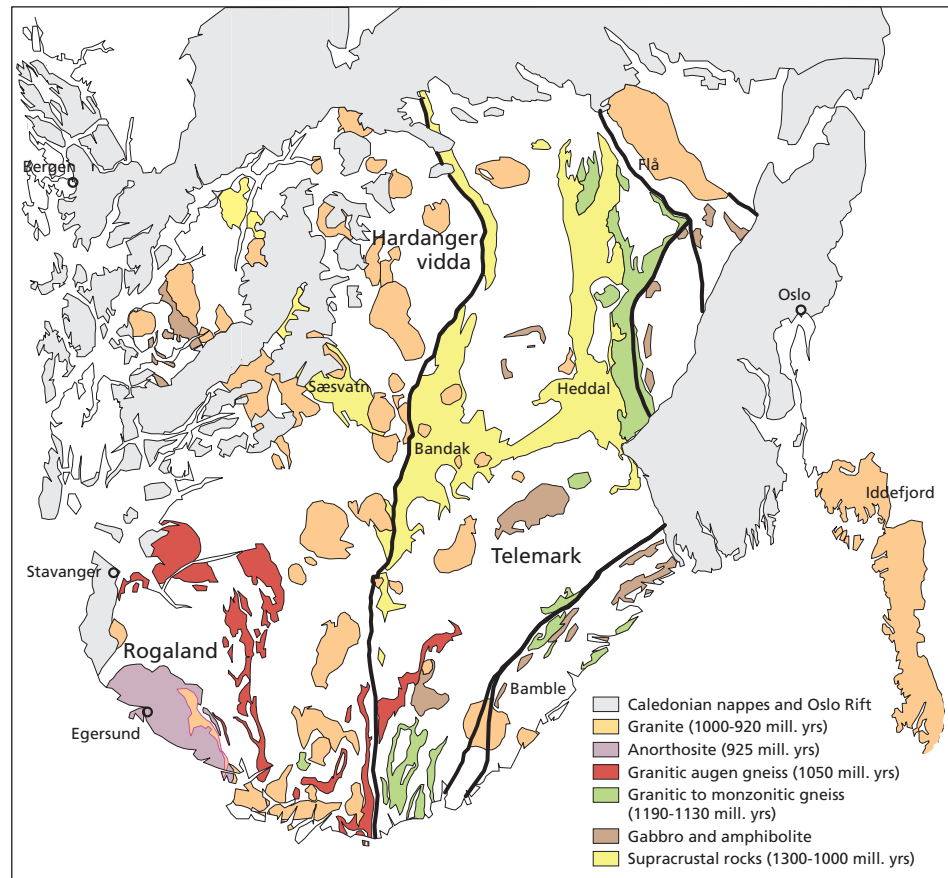 Bergen
Flå
Hardanger
vidda
Oslo
Sæsvatn
Heddal
Bandak
Iddefjord
Telemark
Stavanger
Rogaland
Bamble
Egersund
Caledonian nappes and Oslo Rift
Granite (1000-920 mill. yrs)
Anorthosite (925 mill. yrs)
Granitic augen gneiss (1050 mill. yrs)
Granitic to monzonitic gneiss
(1190-1130 mill. yrs)
Gabbro and amphibolite
Supracrustal rocks (1300-1000 mill. yrs)